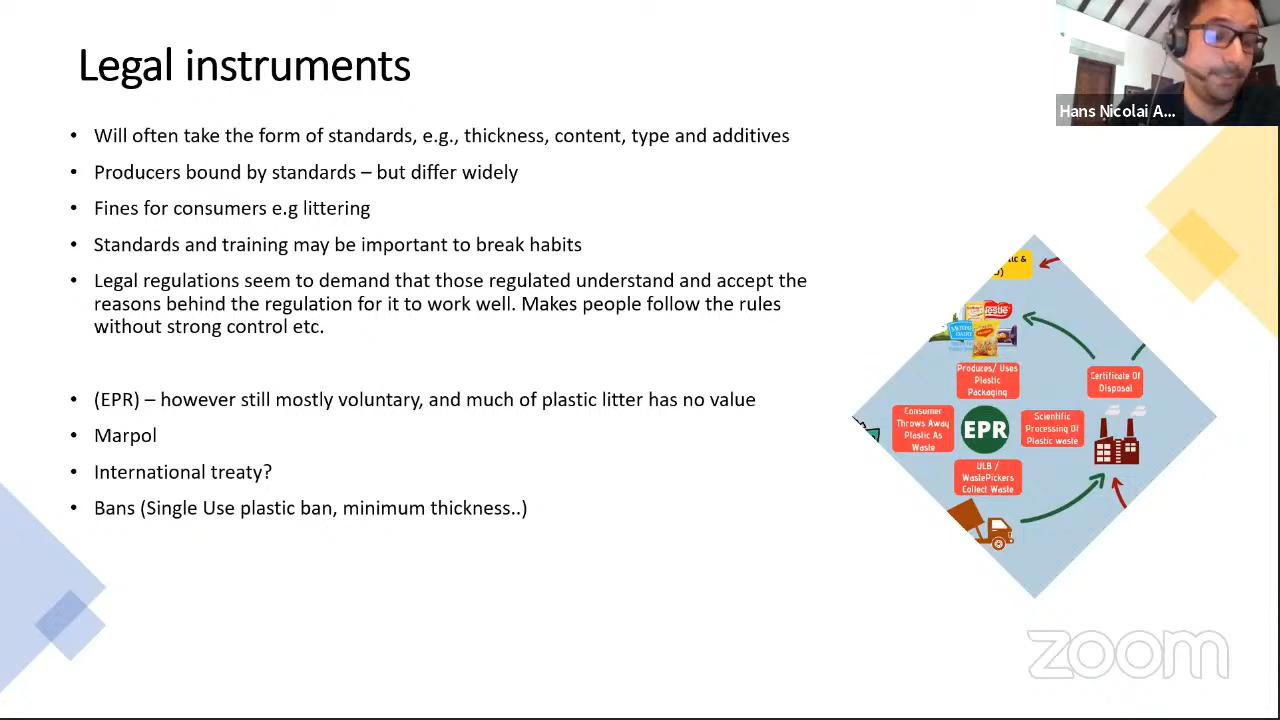 Legal instruments
Hans Nicolai A...
• Will often take the form of standards, e.g., thickness, content, type and additives
• Producers bound by standards – but differ widely
• Fines for consumers e.g littering
• Standards and training may be important to break habits
• Legal regulations seem to demand that those regulated understand and accept the
reasons behind the regulation for it to work well. Makes people follow the rules
without strong control etc.
• (EPR) – however still mostly voluntary, and much of plastic litter has no value
• Marpol
• International treaty?
• Bans (Single Use plastic ban, minimum thickness..)
Produces/ Uses
Plastic
Packaging
Certificate Of
Disposal
Consumer
Throws Away
Plastic As
Waste
EPR
Scientific
Processing Of
Plastic waste
ULB /
WastePickers
Collect Waste
zoom